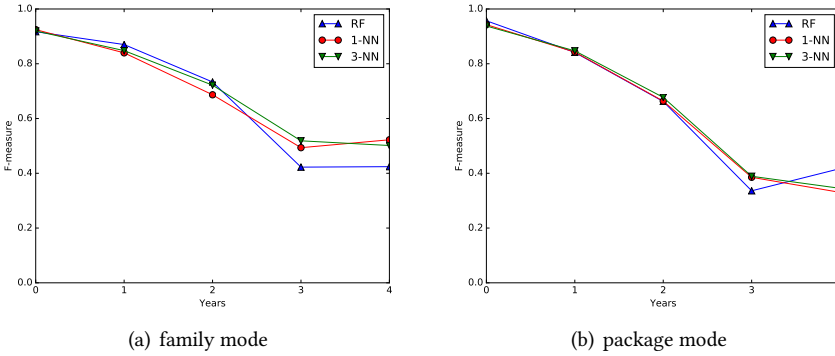 1.0
0.8
0.6
0.4
0.2
0.0
F-measure
0
1
2
3
4
Years
RF
1-NN
3-NN
(a) family mode
1.0
0.8
0.6
0.4
0.2
0.0
F-measure
0
1
2
3
Years
RF
1-NN
3-NN
(b) package mode